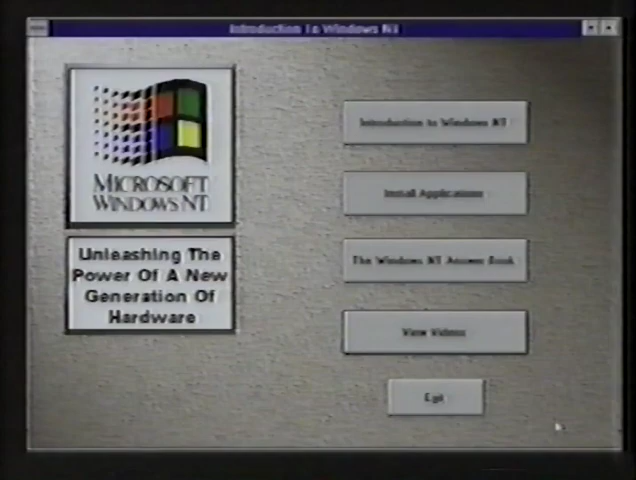 Introduction To Windows NT
MICROSOFT
WINDOWS NT
Unleashing The
Power Of A New
Generation Of
Hardware
Introduction to Windows NT
Install Applications
The Windows NT Answer Book
View Videos
Exit